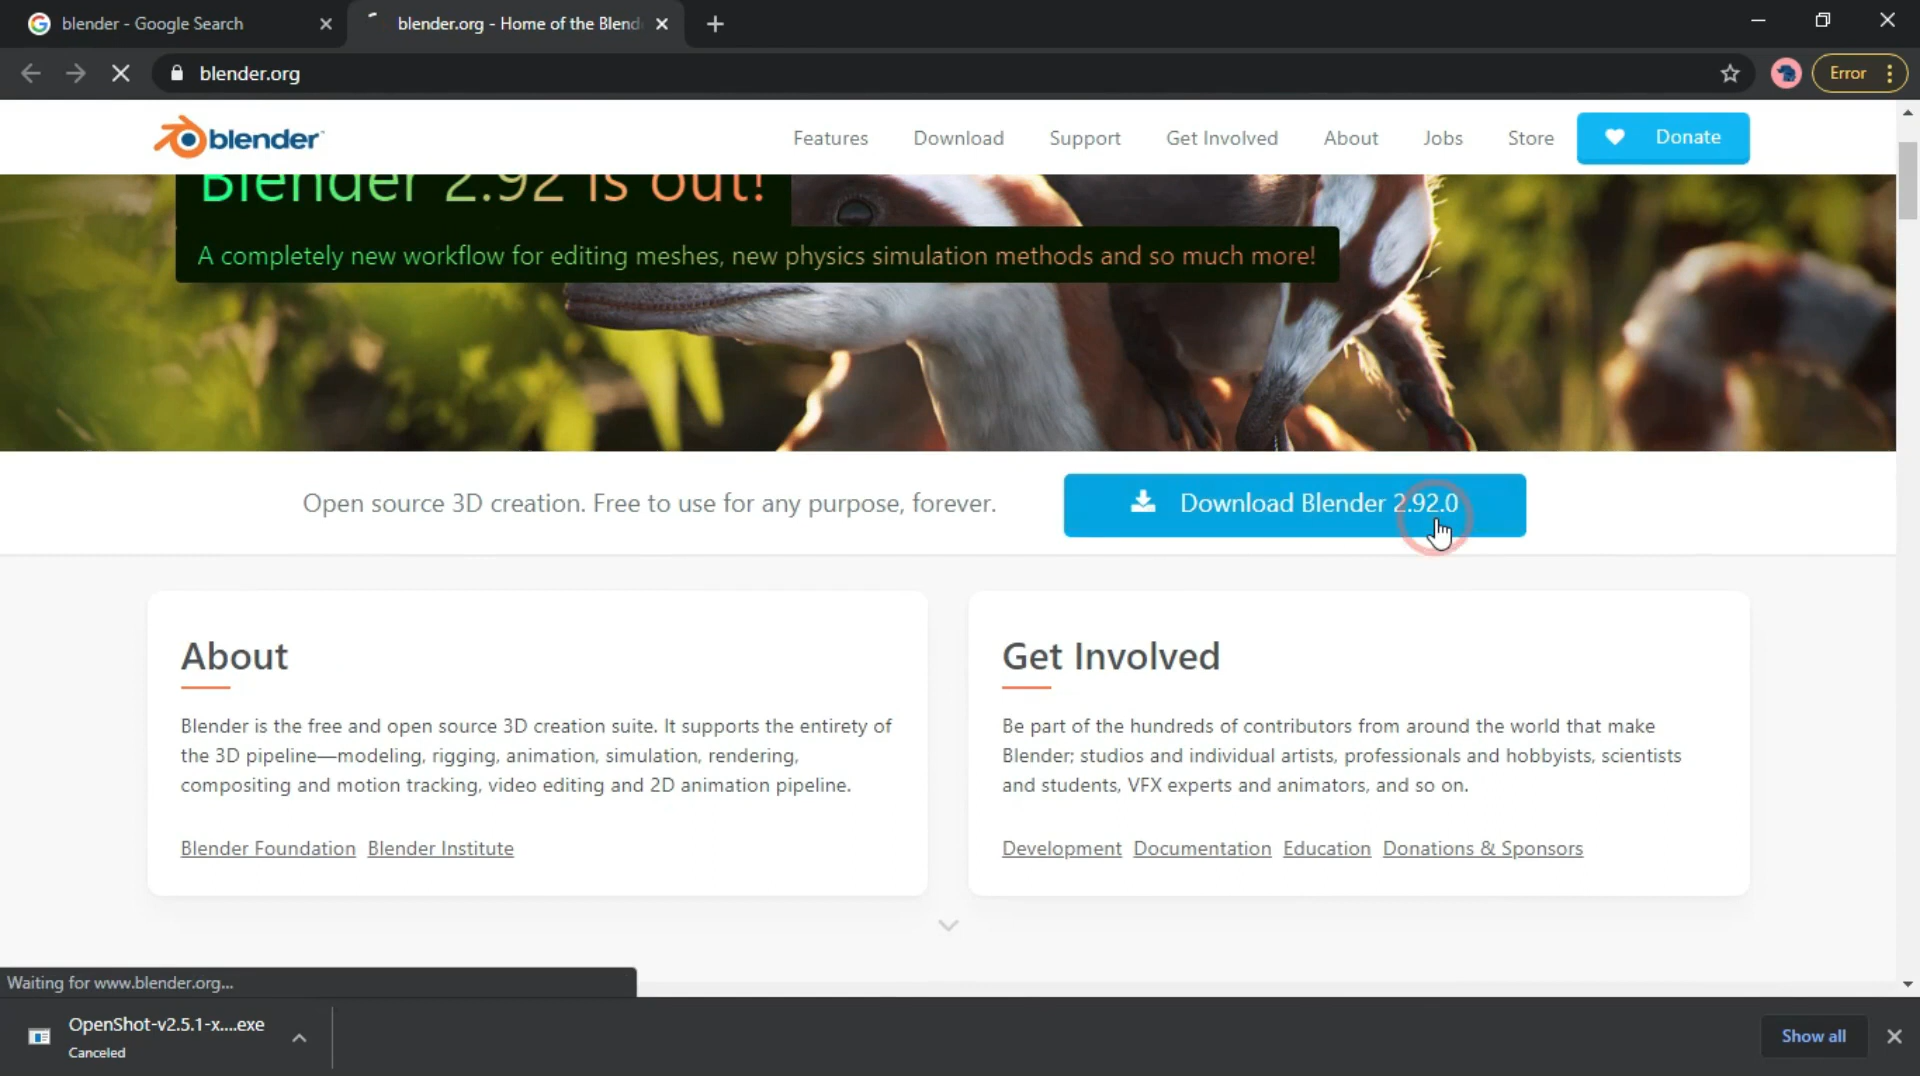 blender - Google Search
blender.org - Home of the Blend
blender.org
Error
blender
Features
Download
Support
Get Involved
About
Jobs
Store
Donate
Blender 2.92 is out!
A completely new workflow for editing meshes, new physics simulation methods and so much more!
Open source 3D creation. Free to use for any purpose, forever.
Download Blender 2.92.0
About
Blender is the free and open source 3D creation suite. It supports the entirety of
the 3D pipeline—modeling, rigging, animation, simulation, rendering,
compositing and motion tracking, video editing and 2D animation pipeline.
Blender Foundation Blender Institute
Get Involved
Be part of the hundreds of contributors from around the world that make
Blender; studios and individual artists, professionals and hobbyists, scientists
and students, VFX experts and animators, and so on.
Development Documentation Education Donations & Sponsors
Waiting for www.blender.org...
OpenShot-v2.5.1-x....exe
Canceled
Show all